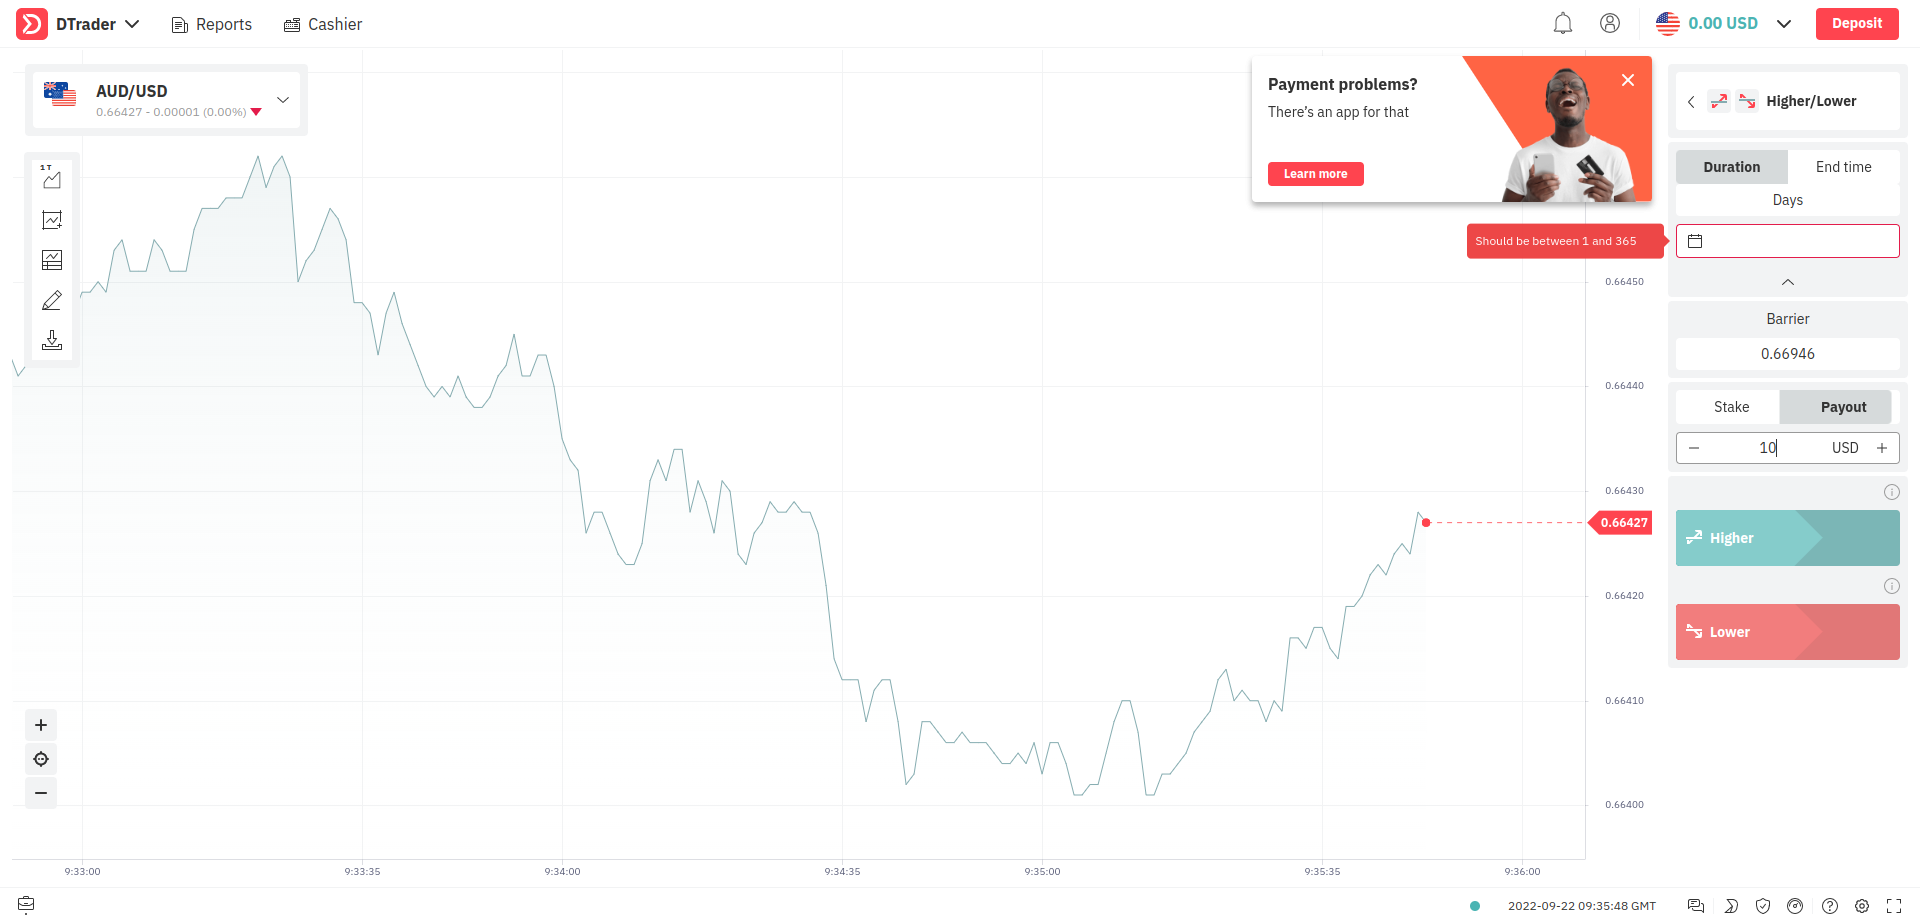 DTrader
Reports
Cashier
0.00 USD
Deposit
AUD/USD
0.66427 - 0.00001 (0.00%)
Payment problems?
There's an app for that
Learn more
Higher/Lower
Duration
End time
Days
Should be between 1 and 365
1T
Barrier
0.66946
Stake
Payout
10
USD
Higher
Lower
0.66450
0.66440
0.66430
0.66427
0.66420
0.66410
0.66400
9:33:00
9:33:35
9:34:00
9:34:35
9:35:00
9:35:35
9:36:00
2022-09-22 09:35:48 GMT